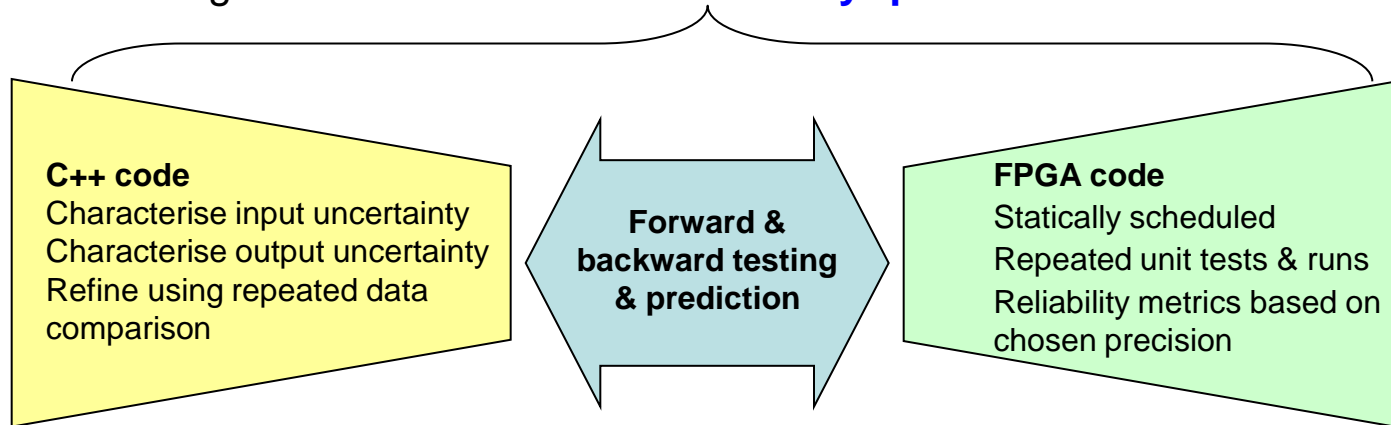 C++ code
Characterise input uncertainty
Characterise output uncertainty
Refine using repeated data
comparison
Forward &
backward testing
& prediction
FPGA code
Statically scheduled
Repeated unit tests & runs
Reliability metrics based on
chosen precision